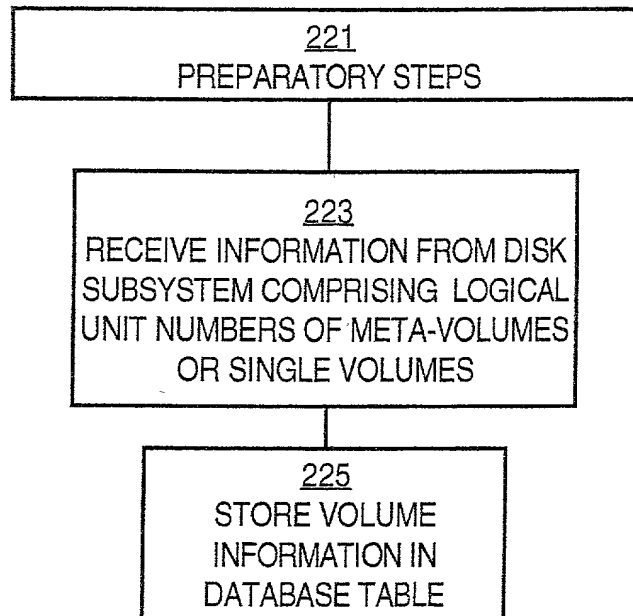 221
PREPARATORY STEPS
223
RECEIVE INFORMATION FROM DISK
SUBSYSTEM COMPRISING LOGICAL
UNIT NUMBERS OF META-VOLUMES
OR SINGLE VOLUMES
225
STORE VOLUME
INFORMATION IN
DATABASE TABLE